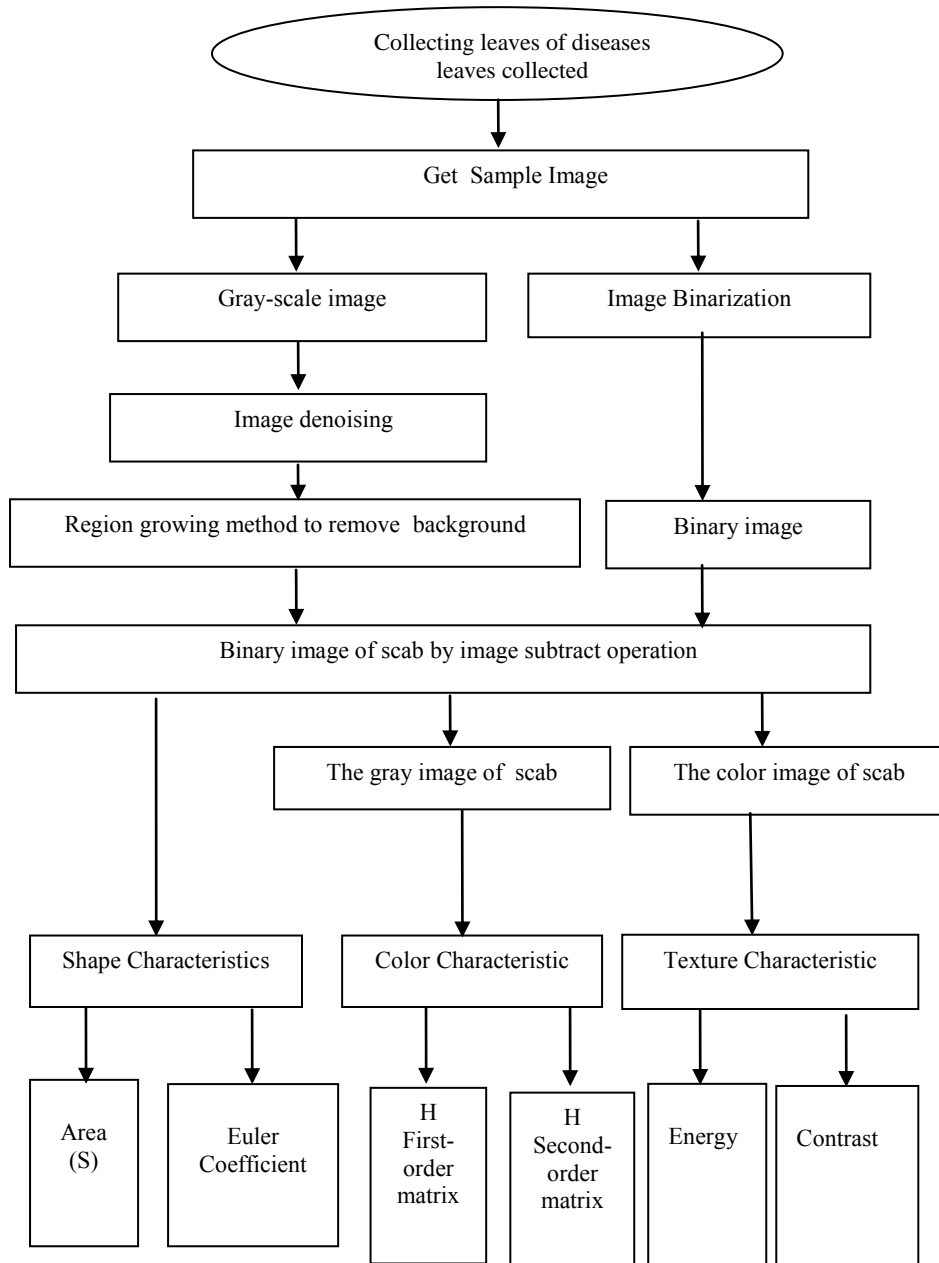 Collecting leaves of diseases
leaves collected
Get Sample Image
Gray-scale image
Image Binarization
Image denoising
Region growing method to remove background
Binary image
Binary image of scab by image subtract operation
The gray image of scab
The color image of scab
Shape Characteristics
Color Characteristic
Texture Characteristic
Area
(S)
Euler
Coefficient
H
First-
order
matrix
H
Second-
order
matrix
Energy
Contrast